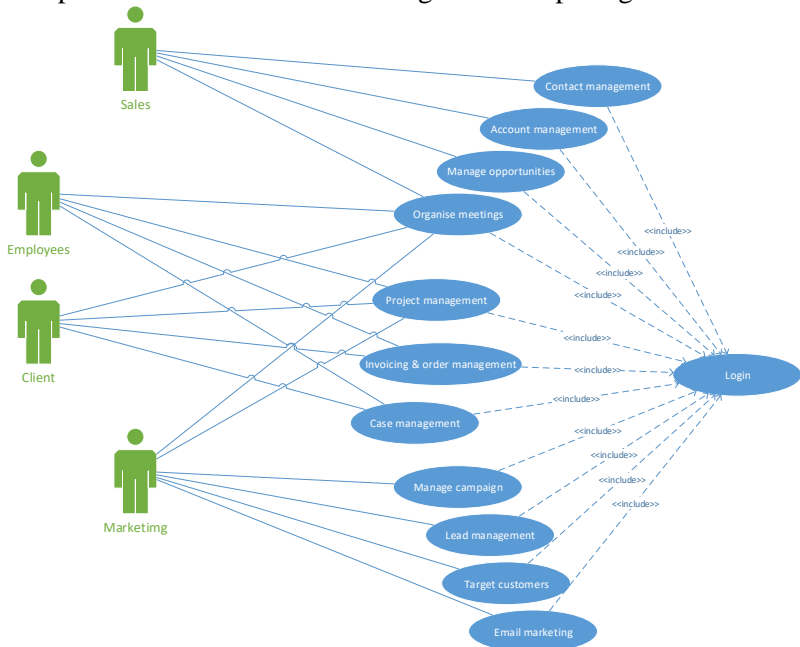 Sales
Contact management
Account management
Manage opportunities
Employees
Organise meetings
<<include>>
<<include>>
<<include>>
<<include>>
Client
Project management
<<include>>
Invoicing & order management
<<include>>
Login
<<include>>
Case management
<<include>>
Marketimg
<<include>>
Manage campaign
<<include>>
<<include>>
Lead management
Target customers
Email marketing